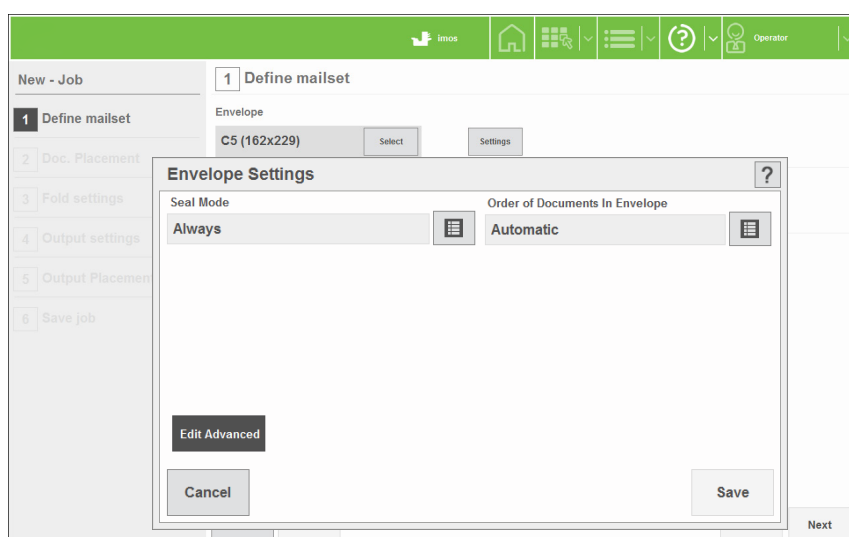 imos
Operator
New - Job
1 Define mailset
1 Define mailset
2 Doc. Placement
3 Fold settings
4 Output settings
5 Output Placement
6 Save job
Envelope
C5 (162x229)
Select
Settings
Envelope Settings
?
Seal Mode
Order of Documents In Envelope
Always
Automatic
Edit Advanced
Cancel
Save
Next